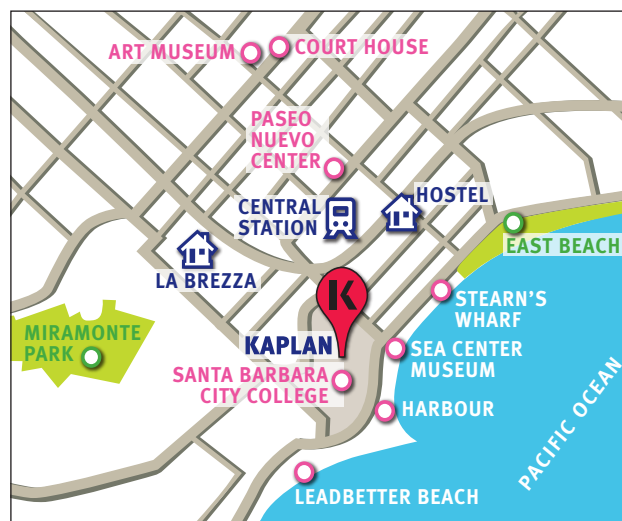 ART MUSEUM
COURT HOUSE
PASEO
NUEVO
CENTER
CENTRAL
STATION
HOSTEL
LA BREZZA
EAST BEACH
K
STEARN'S
WHARF
MIRAMONTE
PARK
KAPLAN
SEA CENTER
MUSEUM
SANTA BARBARA
CITY COLLEGE
HARBOUR
PACIFIC OCEAN
LEADBETTER BEACH